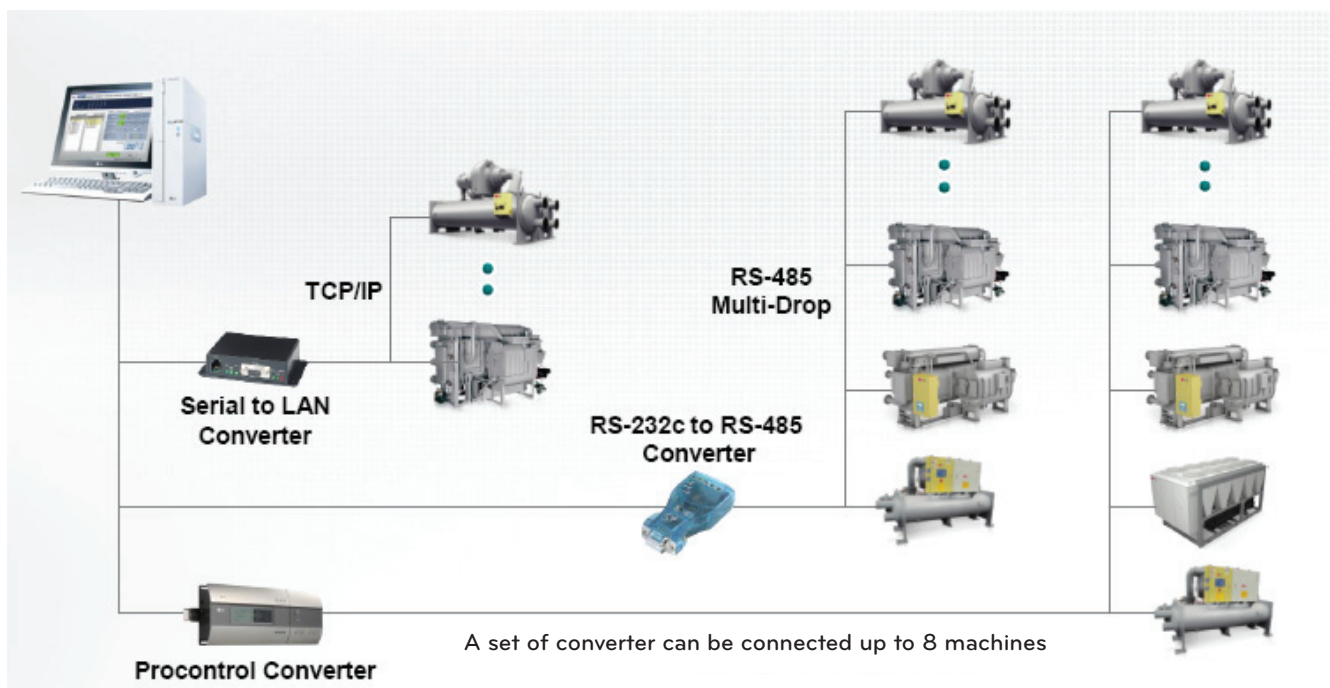 TCP/IP
RS-485
Multi-Drop
Serial to LAN
Converter
RS-232c to RS-485
Converter
A set of converter can be connected up to 8 machines
Procontrol Converter